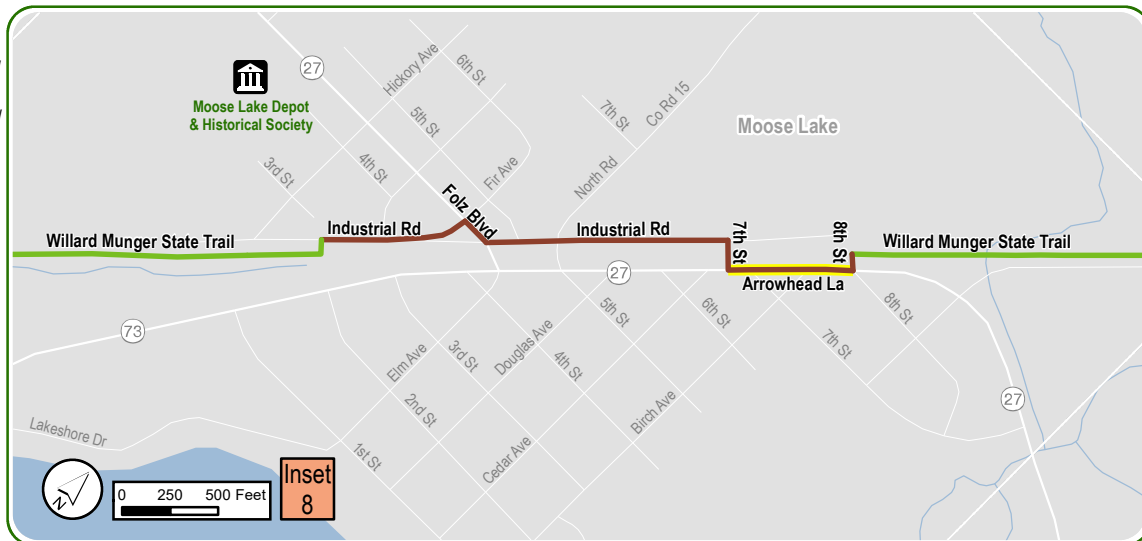 27
Hickory Ave
6th St
Moose Lake Depot
& Historical Society
5th St
7th St
Co Rd 15
Moose Lake
3rd St
4th St
Fir Ave
North Rd
Folz Blvd
Willard Munger State Trail
Industrial Rd
Industrial Rd
7th St
8th St
Willard Munger State Trail
27
Arrowhead La
73
Elm Ave
3rd St
Douglas Ave
5th St
6th St
7th St
8th St
4th St
2nd St
Birch Ave
27
Lakeshore Dr
1st St
Cedar Ave
N
0 250 500 Feet
Inset
8